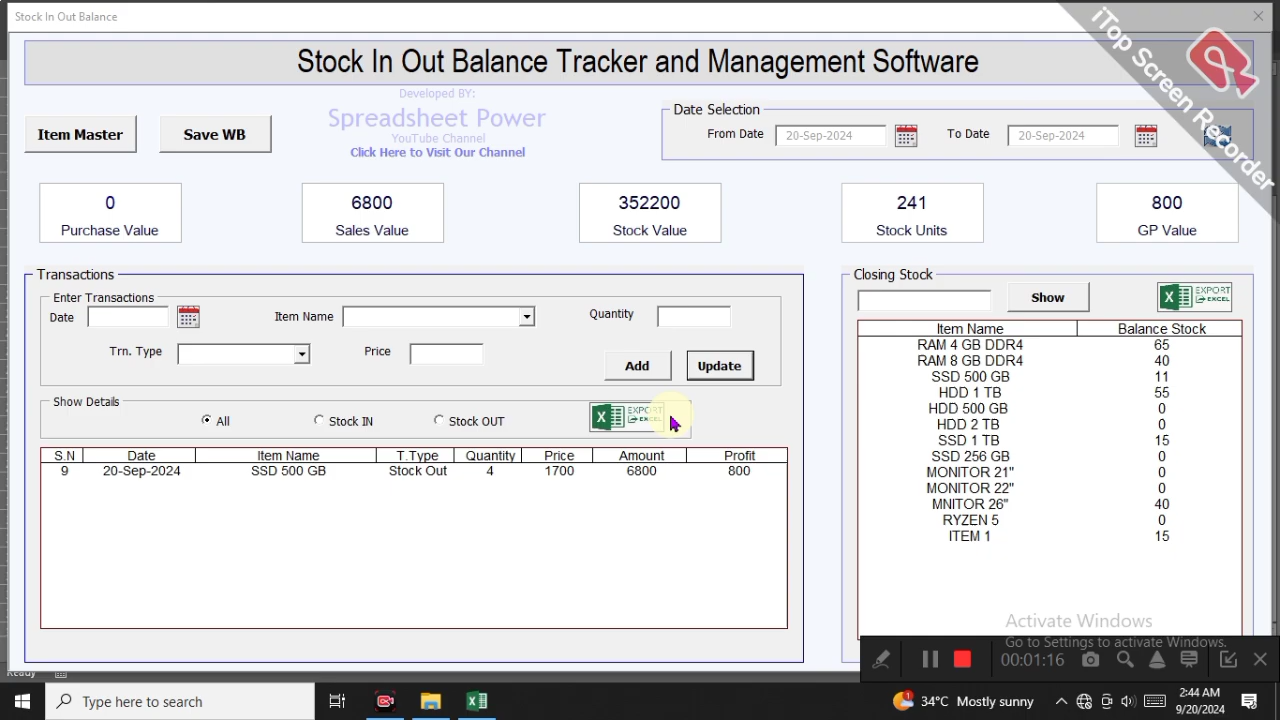 Stock In Out Balance
Stock In Out Balance Tracker and Management Software
iTop Screen Recorder
Developed BY:
Spreadsheet Power
YouTube Channel
Click Here to Visit Our Channel
Item Master
Save WB
Date Selection
From Date 20-Sep-2024 To Date 20-Sep-2024
0 6800 352200 241 800
Purchase Value Sales Value Stock Value Stock Units GP Value
Transactions
Enter Transactions
Date Item Name Quantity
Trn. Type Price
Add Update
Show Details
All Stock IN Stock OUT EXPORT EXCEL
S.N Date Item Name T.Type Quantity Price Amount Profit
9 20-Sep-2024 SSD 500 GB Stock Out 4 1700 6800 800
Closing Stock
Show EXPORT EXCEL
Item Name Balance Stock
RAM 4 GB DDR4 65
RAM 8 GB DDR4 40
SSD 500 GB 11
HDD 1 TB 55
HDD 500 GB 0
HDD 2 TB 0
SSD 1 TB 15
SSD 256 GB 0
MONITOR 21" 0
MONITOR 22" 0
MNITOR 26" 40
RYZEN 5 0
ITEM 1 15
Activate Windows
Go to Settings to activate Windows.
00:01:16
Ready
Type here to search
1
34°C Mostly sunny
2:44 AM
9/20/2024